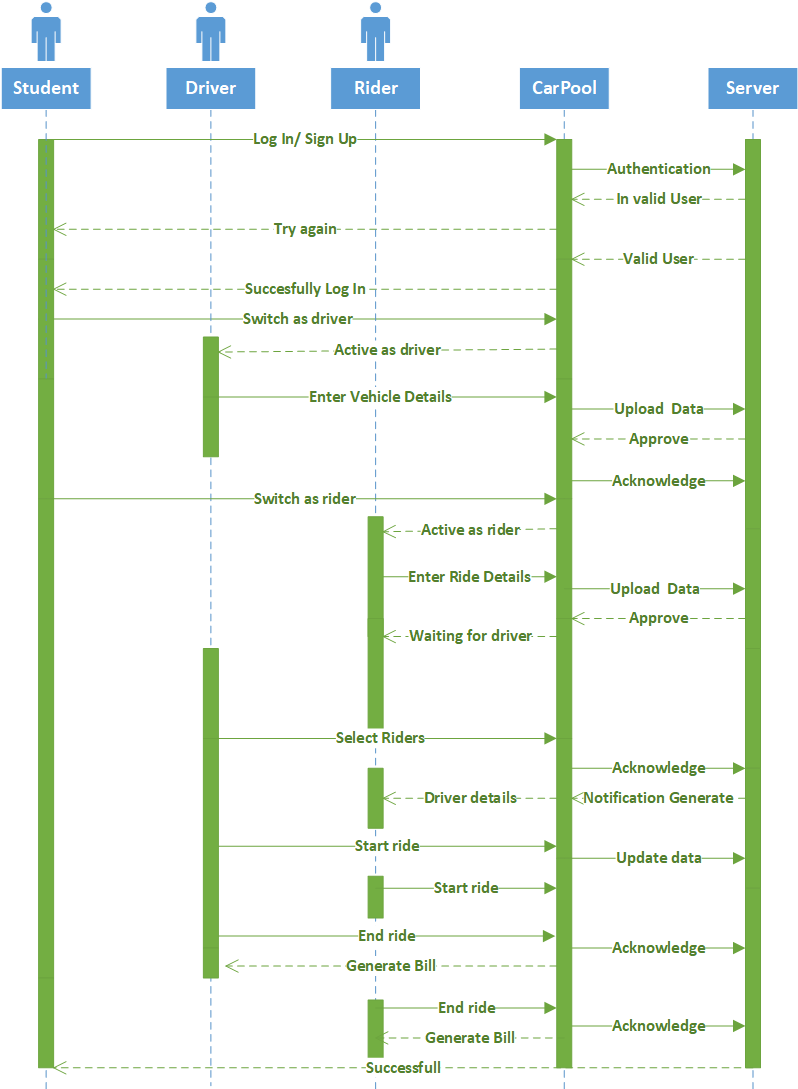 Student
Driver
Rider
CarPool
Server
Log In/ Sign Up
Authentication
In valid User
Try again
Valid User
Succesfully Log In
Switch as driver
Active as driver
Enter Vehicle Details
Upload  Data
Approve
Acknowledge
Switch as rider
Active as rider
Enter Ride Details
Upload  Data
Approve
Waiting for driver
Select Riders
Acknowledge
Driver details
Notification Generate
Start ride
Update data
Start ride
End ride
Acknowledge
Generate Bill
End ride
Acknowledge
Generate Bill
Successfull